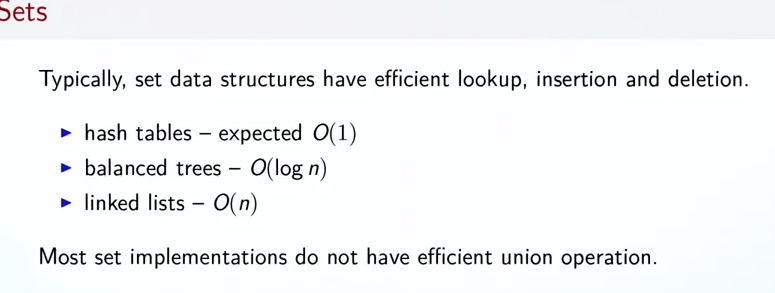 Sets
Typically, set data structures have efficient lookup, insertion and deletion.
▶ hash tables – expected O(1)
▶ balanced trees – O(log n)
▶ linked lists – O(n)
Most set implementations do not have efficient union operation.